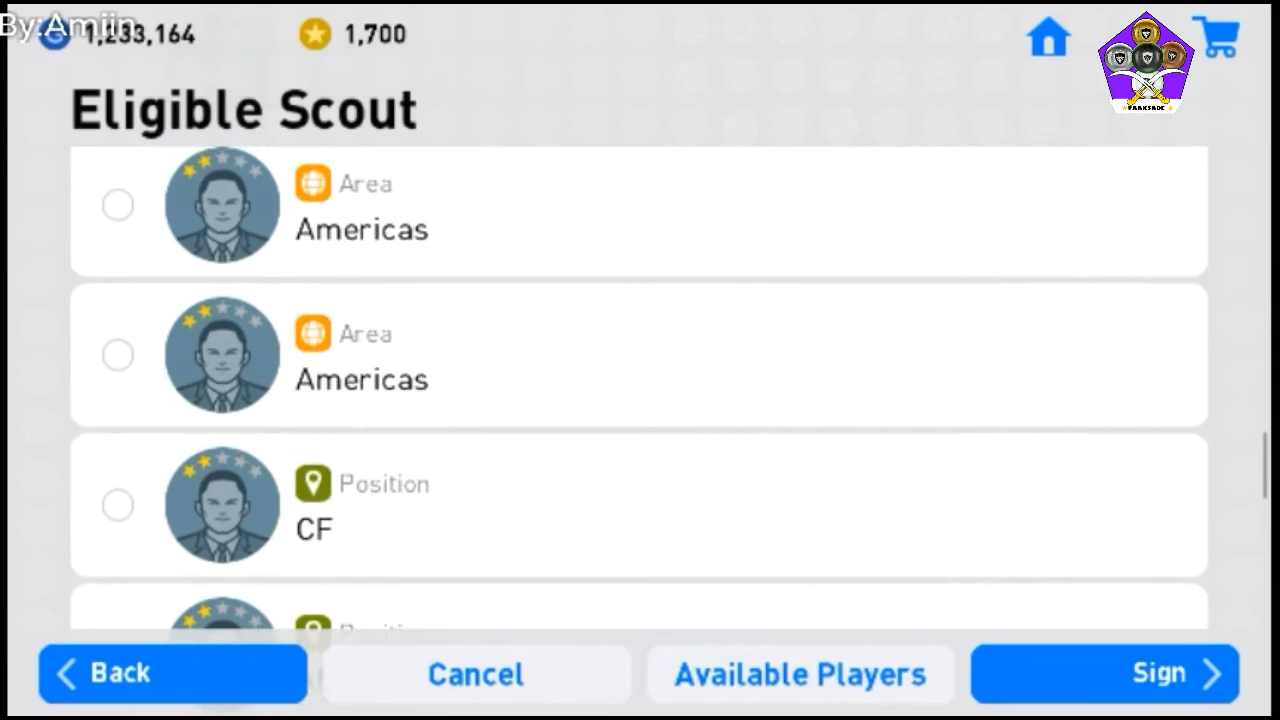 By:Amiin
1,233,164
1,700
PARKSADE
Eligible Scout
Area
Americas
Area
Americas
Position
CF
Back
Cancel
Available Players
Sign